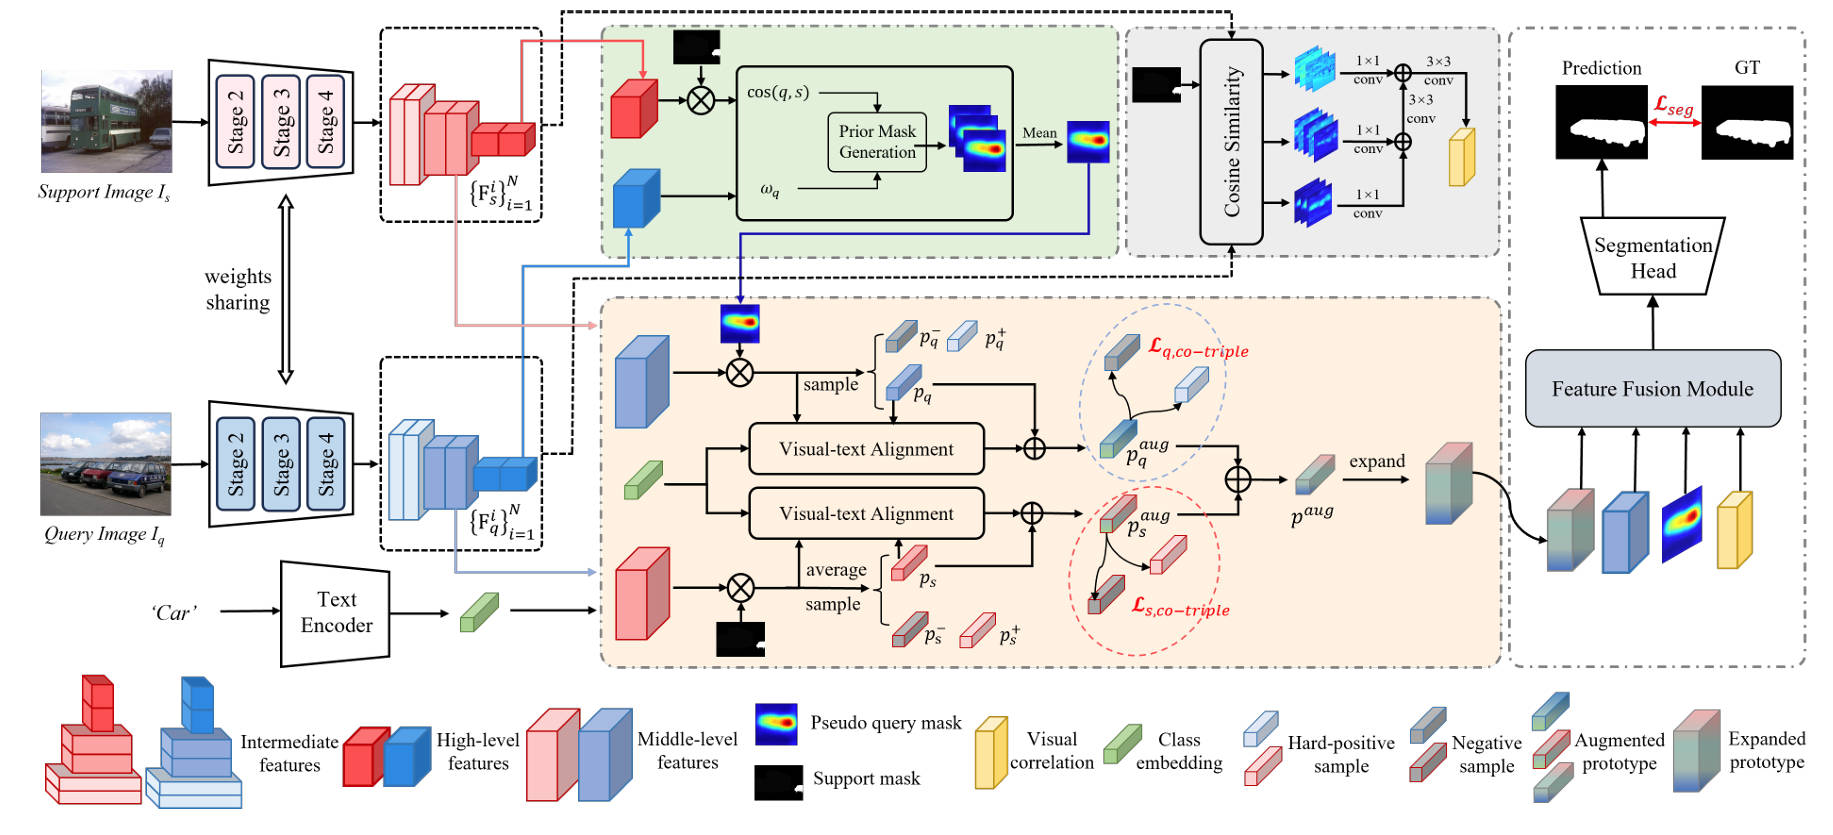 Support Image I_s
Stage 2
Stage 3
Stage 4
{F_s^i}_{i=1}^N
weights
sharing
Query Image I_q
Stage 2
Stage 3
Stage 4
{F_q^i}_{i=1}^N
‘Car’
Text
Encoder
cos(q, s)
ω_q
Prior Mask
Generation
Mean
Cosine Similarity
1×1
conv
1×1
conv
1×1
conv
3×3
conv
3×3
conv
sample
p_q^-
p_q^+
p_q
Visual-text Alignment
Visual-text Alignment
average
sample
p_s
p_s^-
p_s^+
𝓛_{q,co−triple}
p_q^{aug}
p_s^{aug}
𝓛_{s,co−triple}
p^{aug}
expand
Prediction
GT
𝓛_{seg}
Segmentation
Head
Feature Fusion Module
Intermediate
features
High-level
features
Middle-level
features
Pseudo query mask
Support mask
Visual
correlation
Class
embedding
Hard-positive
sample
Negative
sample
Augmented
prototype
Expanded
prototype